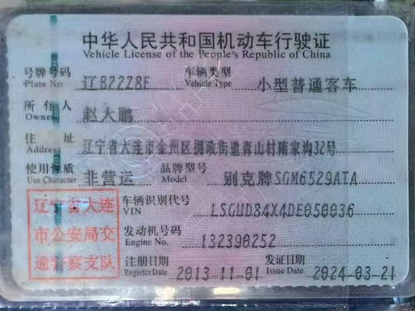 中华人民共和国机动车行驶证
Vehicle License of the People's Republic of China
号牌号码 辽B22Z8F 车辆类型 小型普通客车
Plate No. Vehicle Type
所有人 赵大鹏
Owner
住址 辽宁省大连市金州区拥政街道青山村隋家沟32号
Address
使用性质 非营运 品牌型号 别克牌SGM6529ATA
Use Character Model
辽宁省大连
市公安局交
通警察支队
车辆识别代号 LSGUD84X4DE050036
VIN
发动机号码 132390252
Engine No.
注册日期 2013-11-01 发证日期 2024-03-21
Register Date Issue Date